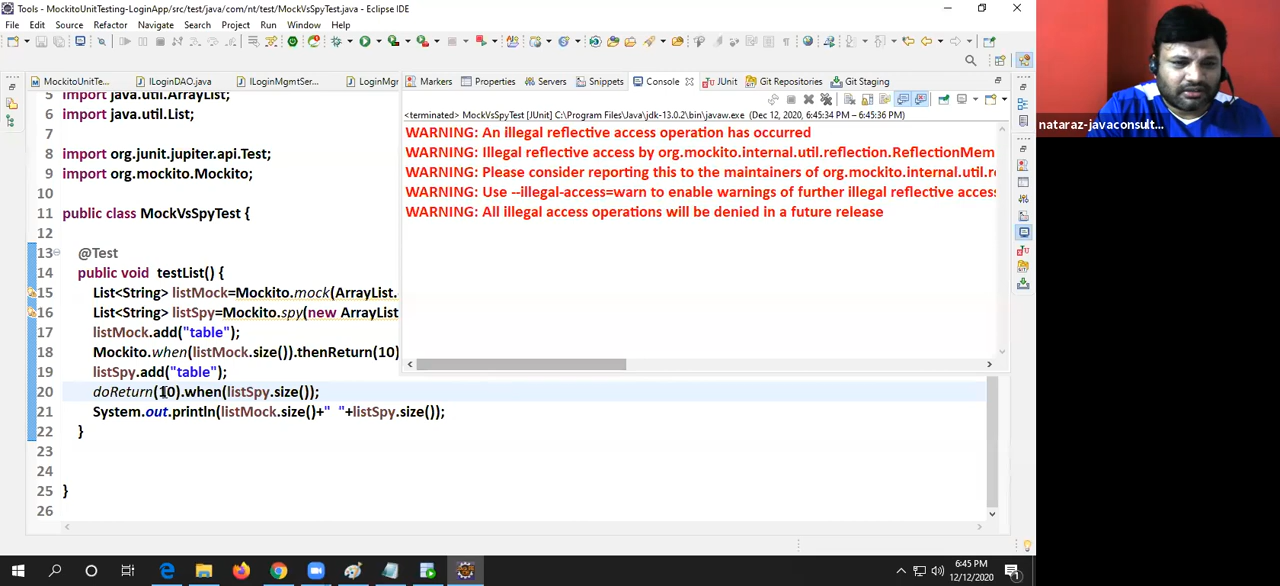 Tools - MockitoUnitTesting-LoginApp/src/test/java/com/nt/test/MockVsSpyTest.java - Eclipse IDE
File Edit Source Refactor Navigate Search Project Run Window Help
MockitoUnitTe... ILoginDAO.java ILoginMgmtSer... LoginMgr Markers Properties Servers Snippets Console JUnit Git Repositories Git Staging
<terminated> MockVsSpyTest [JUnit] C:\Program Files\Java\jdk-13.0.2\bin\javaw.exe (Dec 12, 2020, 6:45:34 PM – 6:45:36 PM)
WARNING: An illegal reflective access operation has occurred
WARNING: Illegal reflective access by org.mockito.internal.util.reflection.ReflectionMem
WARNING: Please consider reporting this to the maintainers of org.mockito.internal.util.r
WARNING: Use --illegal-access=warn to enable warnings of further illegal reflective access
WARNING: All illegal access operations will be denied in a future release
5 import java.util.ArrayList;
6 import java.util.List;
7
8 import org.junit.jupiter.api.Test;
9 import org.mockito.Mockito;
10
11 public class MockVsSpyTest {
12
13 @Test
14 public void testList() {
15 List<String> listMock=Mockito.mock(ArrayList.
16 List<String> listSpy=Mockito.spy(new ArrayList
17 listMock.add("table");
18 Mockito.when(listMock.size()).thenReturn(10)
19 listSpy.add("table");
20 doReturn(10).when(listSpy.size());
21 System.out.println(listMock.size()+" "+listSpy.size());
22 }
23
24
25 }
26
nataraz-javaconsult...
6:45 PM
12/12/2020